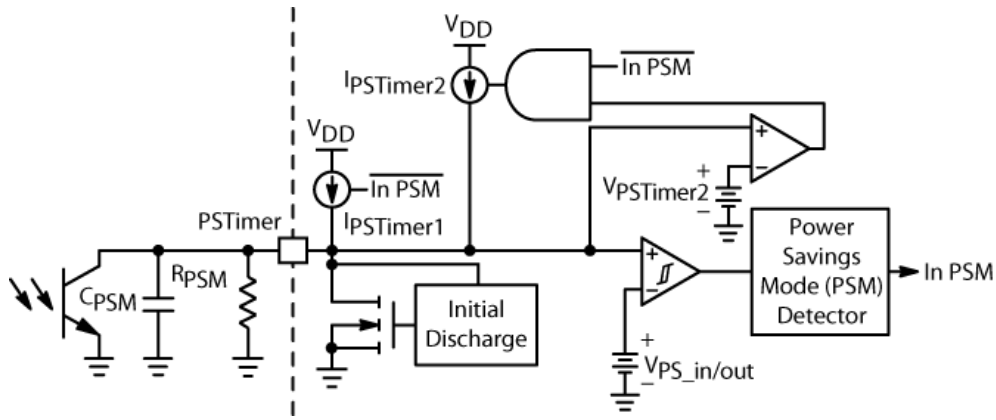 VDD
In PSM
IPSTimer2
VDD
In PSM
VPSTimer2
+
−
+
−
IPSTimer1
PSTimer
RPSM
CPSM
Initial
Discharge
+
−
Power
Savings
Mode (PSM)
Detector
In PSM
+
−
VPS_in/out